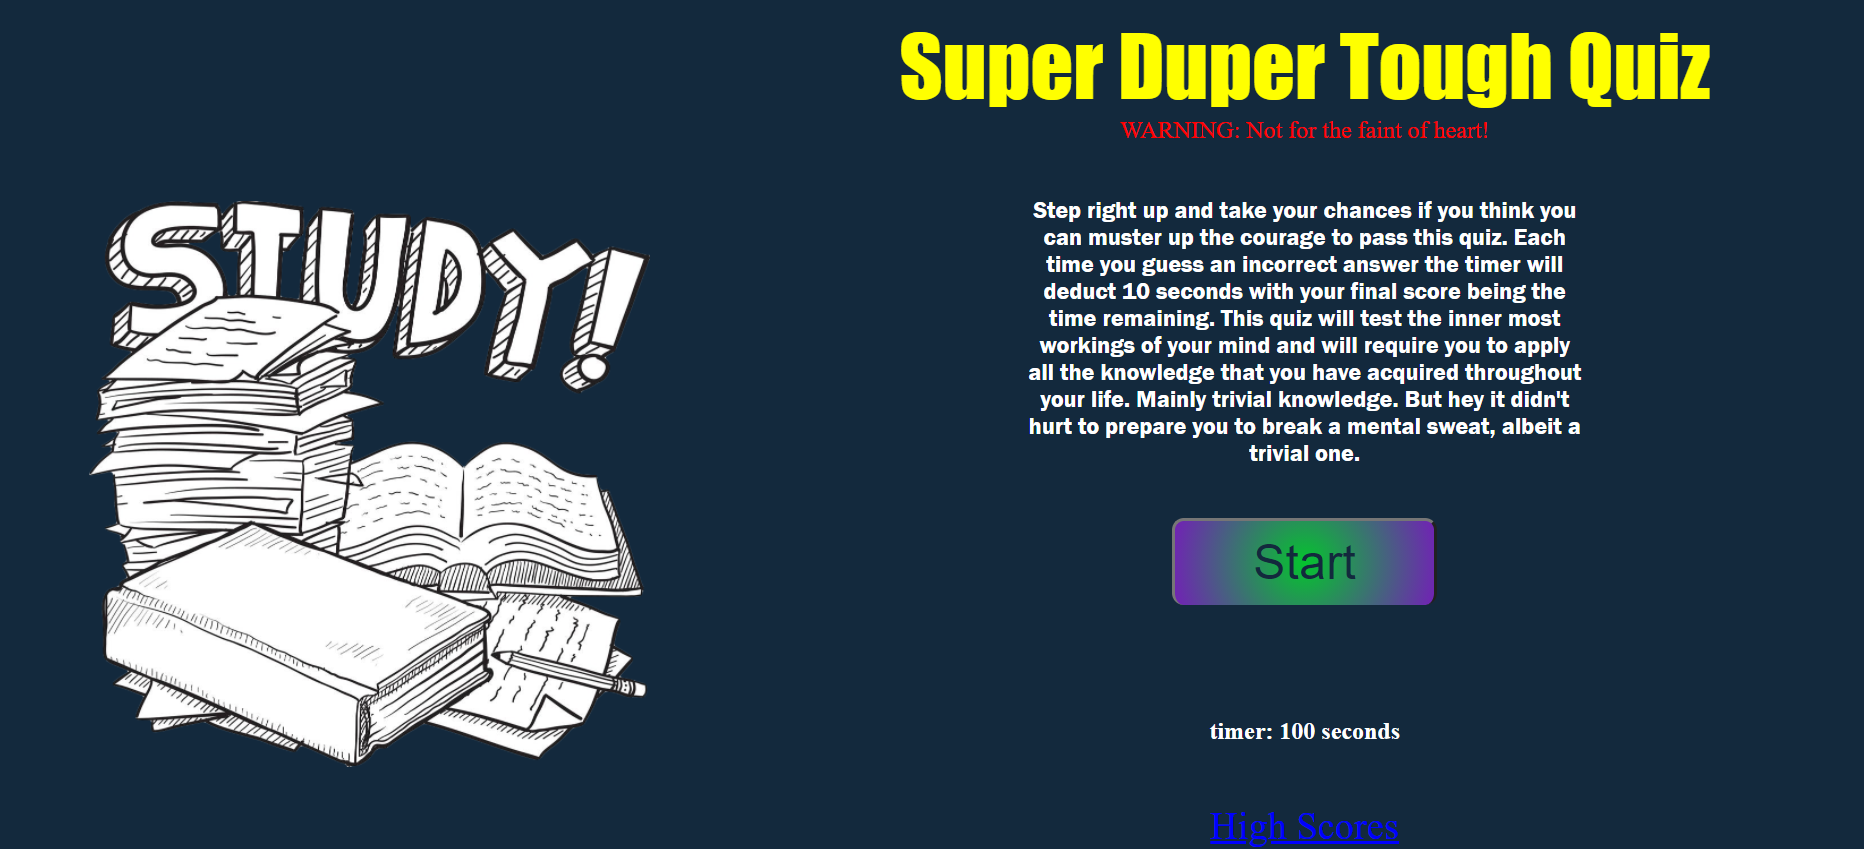 Super Duper Tough Quiz
WARNING: Not for the faint of heart!
STUDY!
Step right up and take your chances if you think you
can muster up the courage to pass this quiz. Each
time you guess an incorrect answer the timer will
deduct 10 seconds with your final score being the
time remaining. This quiz will test the inner most
workings of your mind and will require you to apply
all the knowledge that you have acquired throughout
your life. Mainly trivial knowledge. But hey it didn't
hurt to prepare you to break a mental sweat, albeit a
trivial one.
Start
timer: 100 seconds
High Scores